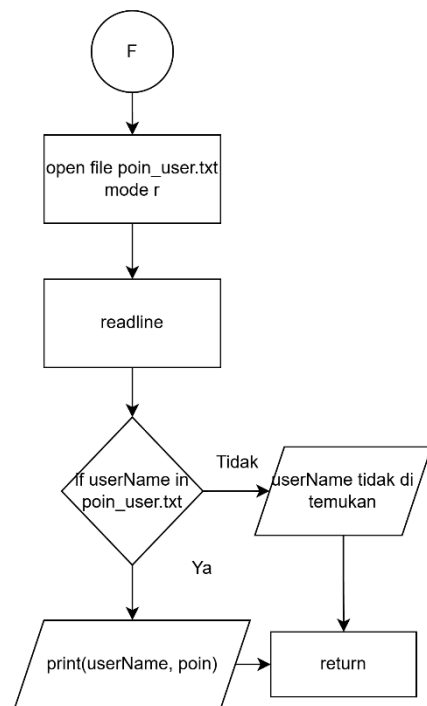 F
open file poin_user.txt
mode r
readline
If userName in
poin_user.txt
Tidak
userName tidak di
temukan
Ya
print(userName, poin)
return